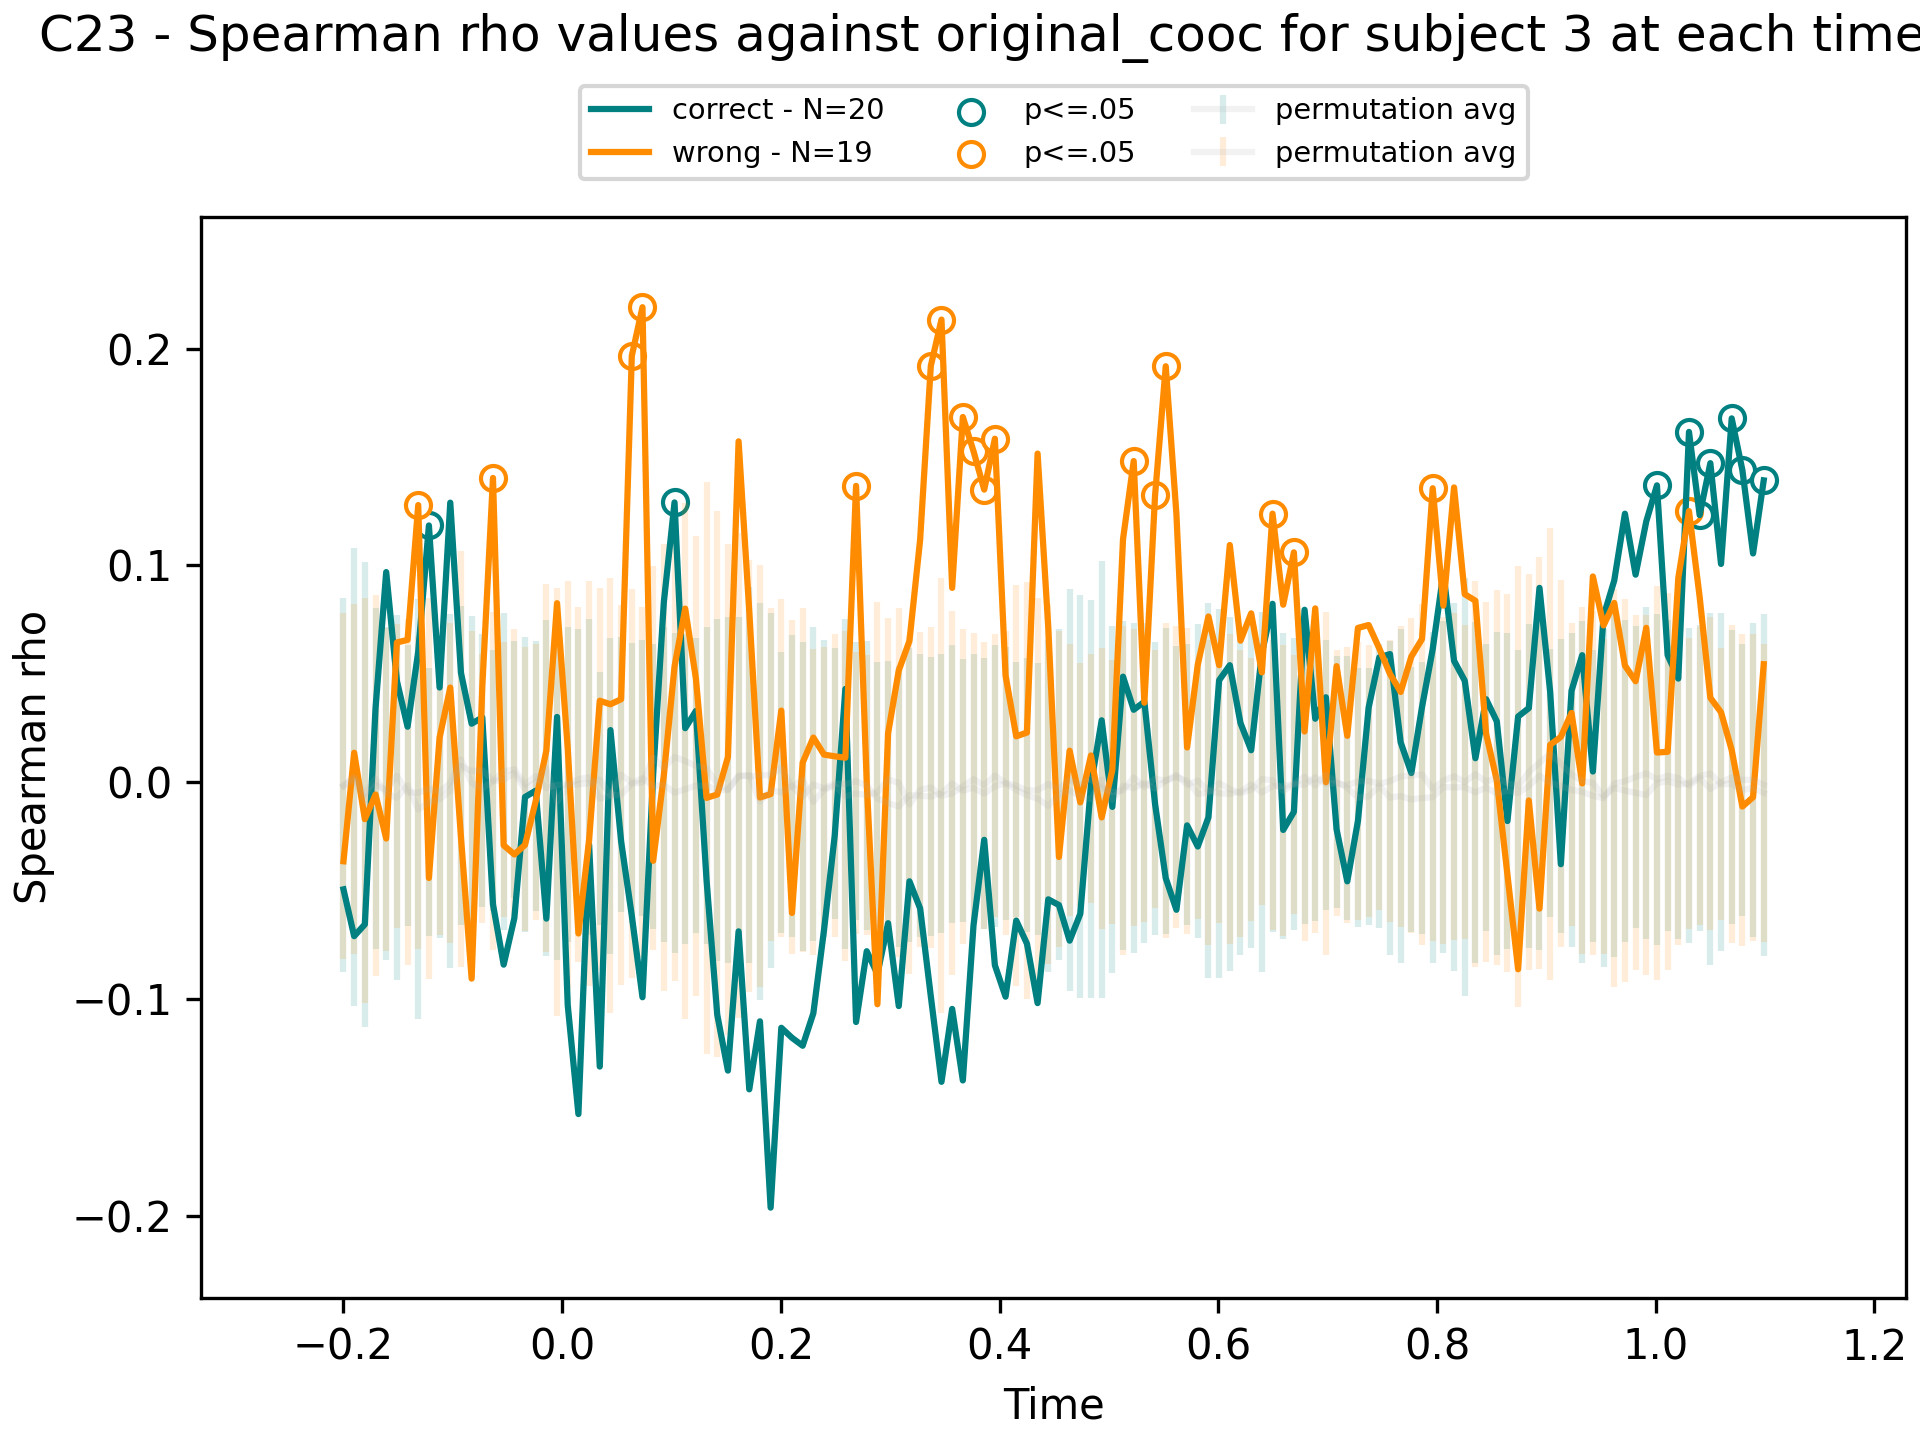 C23 - Spearman rho values against original_cooc for subject 3 at each time
correct - N=20
wrong - N=19
p<=.05
p<=.05
permutation avg
permutation avg
Spearman rho
0.2
0.1
0.0
−0.1
−0.2
−0.2 0.0 0.2 0.4 0.6 0.8 1.0 1.2
Time